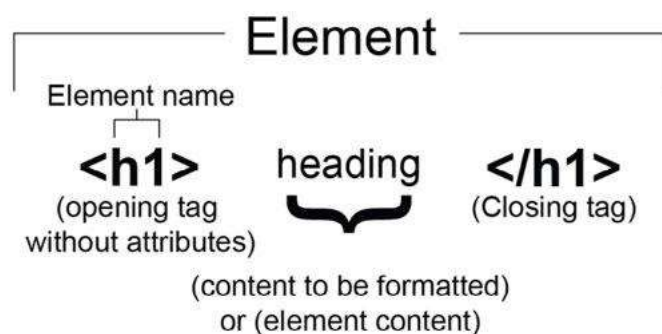 Element
Element name
<h1> heading </h1>
(opening tag
without attributes)
(Closing tag)
(content to be formatted)
or (element content)